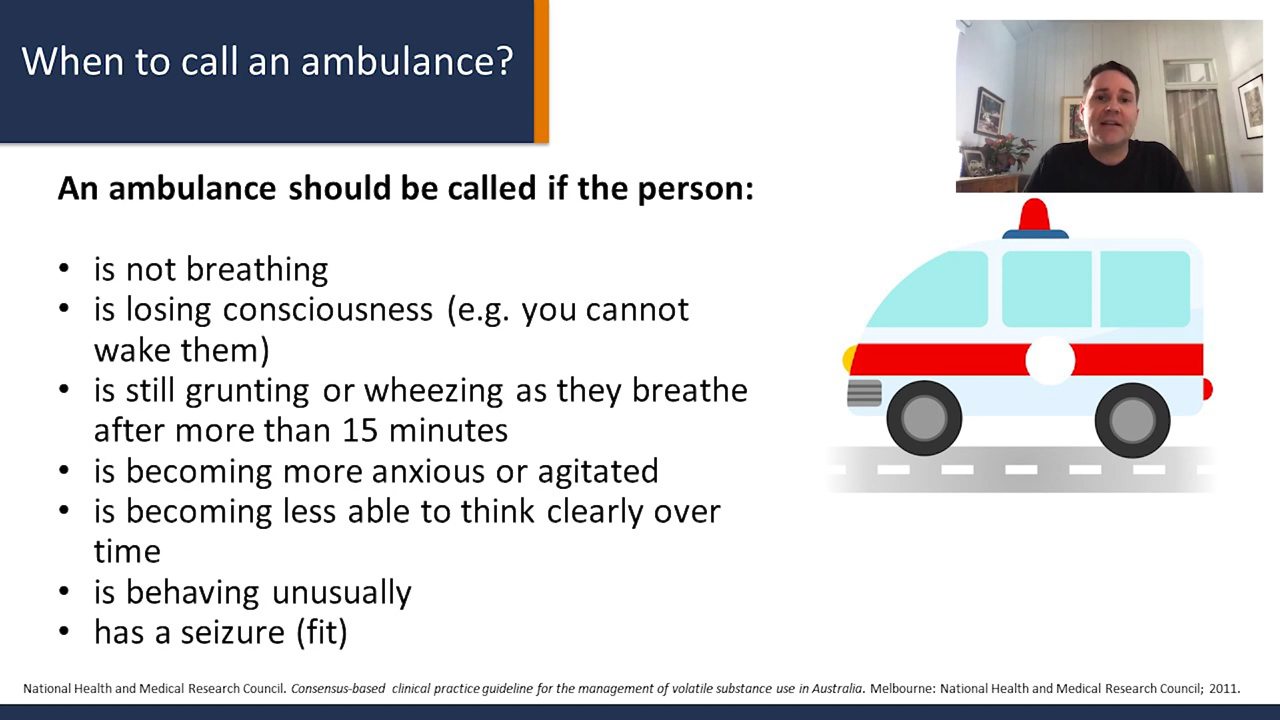 When to call an ambulance?
An ambulance should be called if the person:
• is not breathing
• is losing consciousness (e.g. you cannot
wake them)
• is still grunting or wheezing as they breathe
after more than 15 minutes
• is becoming more anxious or agitated
• is becoming less able to think clearly over
time
• is behaving unusually
• has a seizure (fit)
National Health and Medical Research Council. Consensus-based clinical practice guideline for the management of volatile substance use in Australia. Melbourne: National Health and Medical Research Council; 2011.